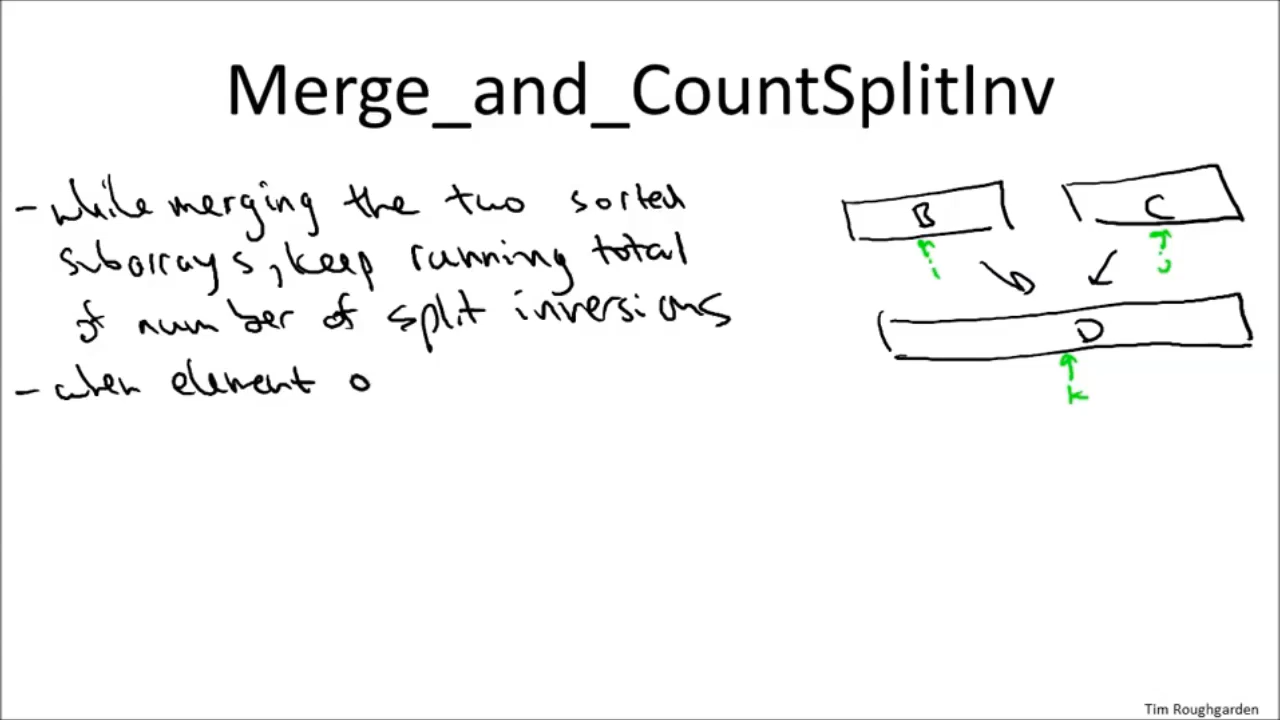 Merge_and_CountSplitInv
- while merging the two sorted
subarrays, keep running total
of number of split inversions
- when element o
B
C
i
j
D
k
Tim Roughgarden